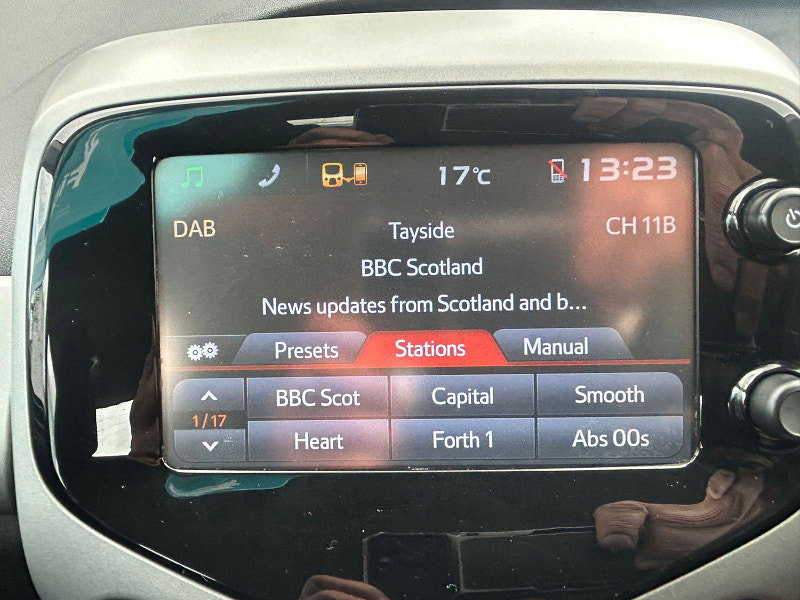 17°C 13:23
DAB Tayside CH 11B
BBC Scotland
News updates from Scotland and b...
Presets Stations Manual
BBC Scot Capital Smooth
1/17
Heart Forth 1 Abs 00s